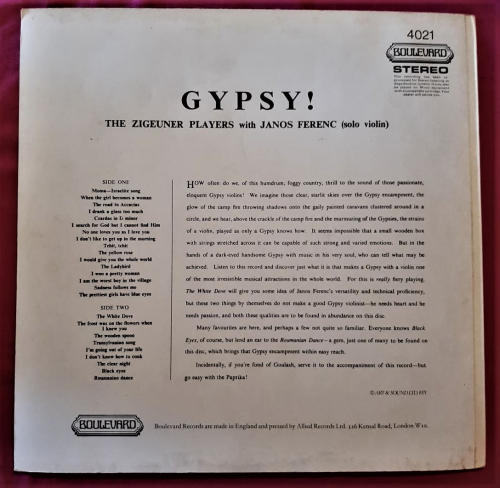 4021
BOULEVARD
STEREO
GYPSY!
THE ZIGEUNER PLAYERS with JANOS FERENC (solo violin)
SIDE ONE
Moma—Israelite song
When the girl becomes a woman
The road to Accacias
I drank a glass too much
Czardas in G minor
I search for God but I cannot find Him
No one loves you as I love you
I don't like to get up in the morning
Tchit, tchit
The yellow rose
I would give you the whole world
The Ladybird
I was a pretty woman
I am the worst boy in the village
Sadness follows me
The prettiest girls have blue eyes
SIDE TWO
The White Dove
The frost was on the flowers when
I knew you
The wooden spoon
Transylvanian song
I'm going out of your life
I don't know how to cook
The clear night
Black eyes
Roumanian dance
HOW often do we, of this humdrum, foggy country, thrill to the sound of those passionate,
eloquent Gypsy violins! We imagine those clear, starlit skies over the Gypsy encampment, the
glow of the camp fire throwing shadows onto the gaily painted caravans clustered around in a
circle, and we hear, above the crackle of the camp fire and the murmuring of the Gypsies, the strains
of a violin, played as only a Gypsy knows how. It seems impossible that a small wooden box
with strings stretched across it can be capable of such strong and varied emotions. But in the
hands of a dark-eyed handsome Gypsy with music in his very soul, who can tell what may be
achieved. Listen to this record and discover just what it is that makes a Gypsy with a violin one
of the most irresistible musical attractions in the whole world. For this is really fiery playing.
The White Dove will give you some idea of Janos Ferenc's versatility and technical proficiency,
but these two things by themselves do not make a good Gypsy violinist—he needs heart and he
needs passion, and both these qualities are to be found in abundance on this disc.
Many favourites are here, and perhaps a few not quite so familiar. Everyone knows Black
Eyes, of course, but lend an ear to the Roumanian Dance—a gem, just one of many to be found on
this disc, which brings that Gypsy encampment within easy reach.
Incidentally, if you're fond of Goulash, serve it to the accompaniment of this record—but
go easy with the Paprika!
© ART & SOUND LTD
BOULEVARD
Boulevard Records are made in England and pressed by Allied Records Ltd. 326 Kensal Road, London W10.